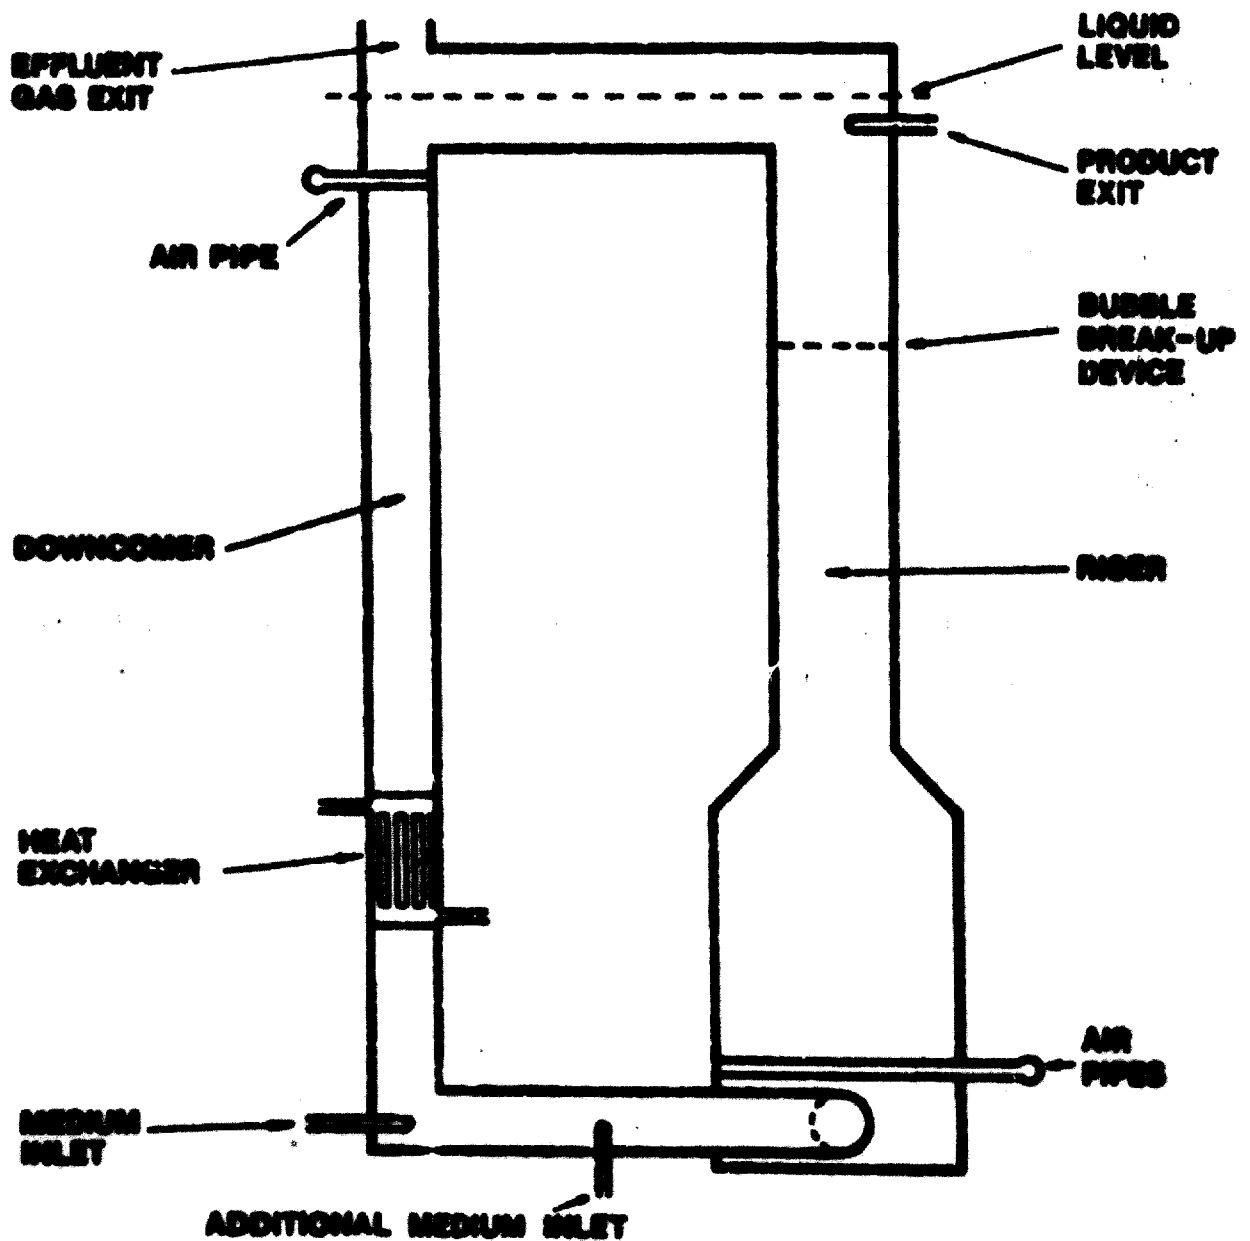 EFFLUENT
GAS EXIT
LIQUID
LEVEL
PRODUCT
EXIT
AIR PIPE
BUBBLE
BREAK-UP
DEVICE
DOWNCOMER
RISER
HEAT
EXCHANGER
AIR
PIPES
MEDIUM
INLET
ADDITIONAL MEDIUM INLET